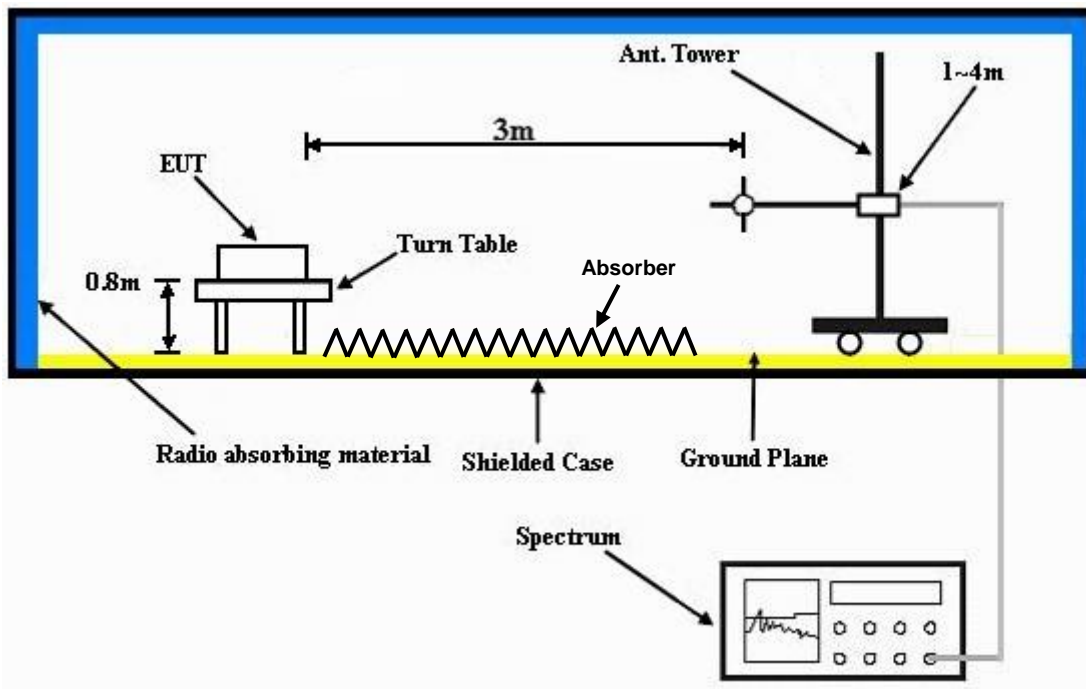 Ant. Tower
1~4m
3m
EUT
Turn Table
Absorber
0.8m
Radio absorbing material
Shielded Case
Ground Plane
Spectrum